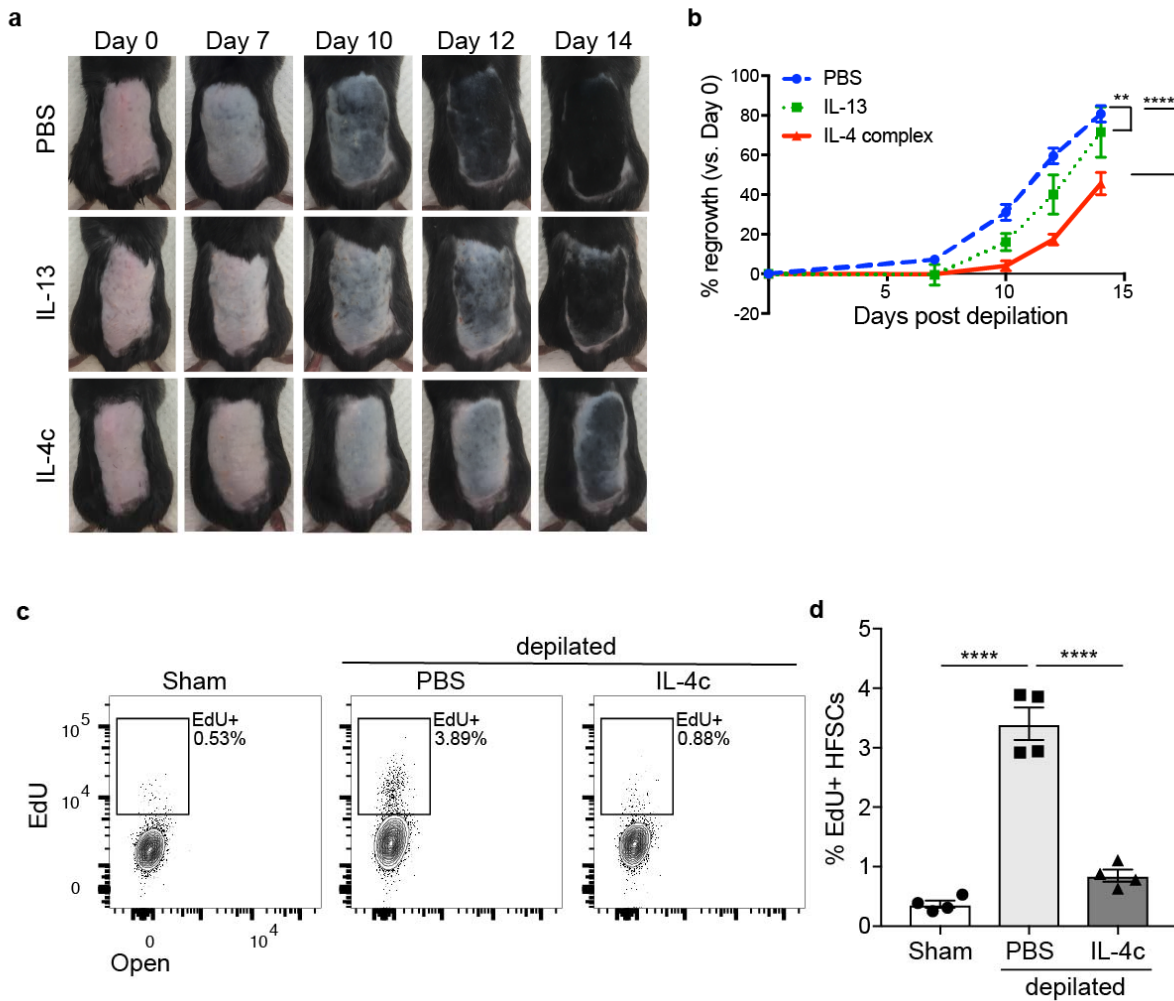 a
Day 0 Day 7 Day 10 Day 12 Day 14
PBS
IL-13
IL-4c
b
% regrowth (vs. Day 0)
100
80
60
40
20
0
-20
5 10 15
Days post depilation
PBS
IL-13
IL-4 complex
** ****
c
depilated
Sham PBS IL-4c
EdU+
0.53%
EdU+
3.89%
EdU+
0.88%
EdU
10^5
10^4
0
0 10^4
Open
d
% EdU+ HFSCs
5
4
3
2
1
0
**** ****
Sham PBS IL-4c
depilated